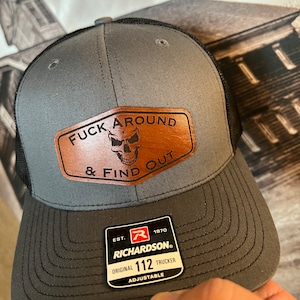 FUCK AROUND
& FIND OUT
EST. R 1970
RICHARDSON®
ORIGINAL 112 TRUCKER
ADJUSTABLE